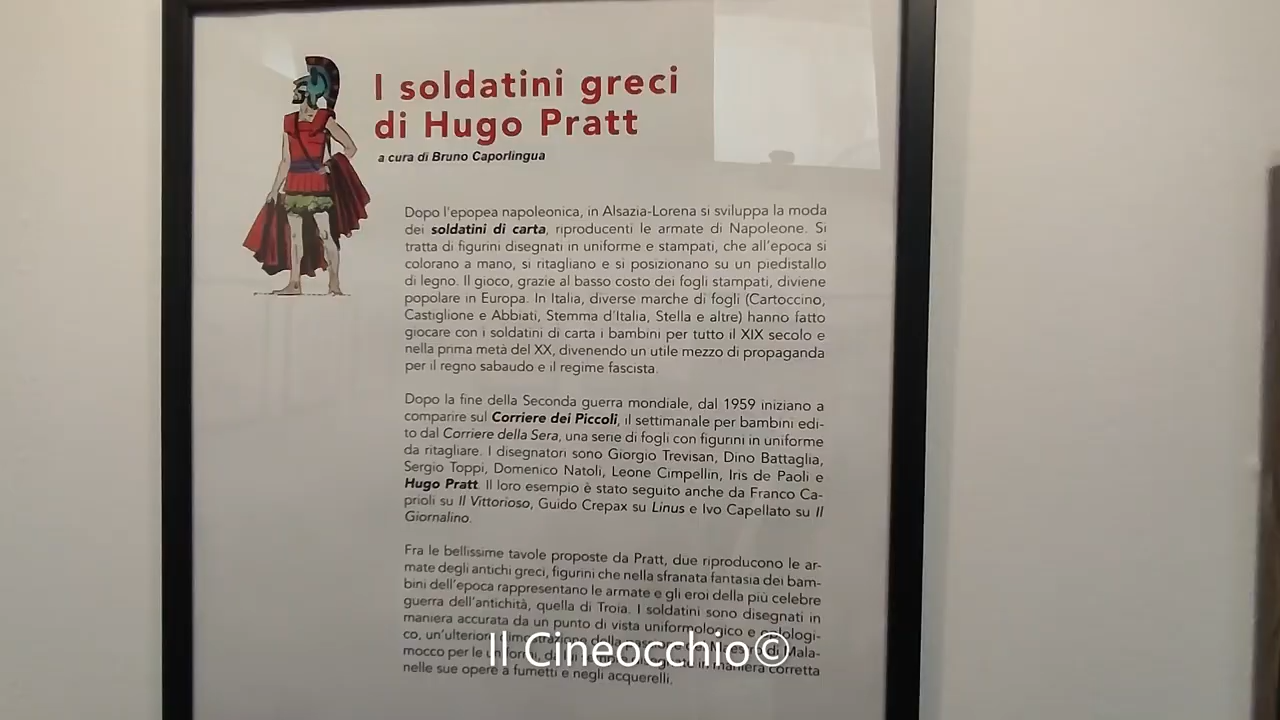 I soldatini greci
di Hugo Pratt
a cura di Bruno Caporlingua
Dopo l'epopea napoleonica, in Alsazia-Lorena si sviluppa la moda
dei soldatini di carta, riproducenti le armate di Napoleone. Si
tratta di figurini disegnati in uniforme e stampati, che all'epoca si
colorano a mano, si ritagliano e si posizionano su un piedistallo
di legno. Il gioco, grazie al basso costo dei fogli stampati, diviene
popolare in Europa. In Italia, diverse marche di fogli (Cartoccino,
Castiglione e Abbiati, Stemma d'Italia, Stella e altre) hanno fatto
giocare con i soldatini di carta i bambini per tutto il XIX secolo e
nella prima metà del XX, divenendo un utile mezzo di propaganda
per il regno sabaudo e il regime fascista.
Dopo la fine della Seconda guerra mondiale, dal 1959 iniziano a
comparire sul Corriere dei Piccoli, il settimanale per bambini edi-
to dal Corriere della Sera, una serie di fogli con figurini in uniforme
da ritagliare. I disegnatori sono Giorgio Trevisan, Dino Battaglia,
Sergio Toppi, Domenico Natoli, Leone Cimpellin, Iris de Paoli e
Hugo Pratt. Il loro esempio è stato seguito anche da Franco Ca-
prioli su Il Vittorioso, Guido Crepax su Linus e Ivo Capellato su Il
Giornalino.
Fra le bellissime tavole proposte da Pratt, due riproducono le ar-
mate degli antichi greci, figurini che nella sfranata fantasia dei bam-
bini dell'epoca rappresentano le armate e gli eroi della più celebre
guerra dell'antichità, quella di Troia. I soldatini sono disegnati in
maniera accurata da un punto di vista uniformologico e
co, un'ulteriore di Mala-
mocco per le in maniera corretta
nelle sue opere a fumetti e negli acquerelli.
Il Cineocchio©